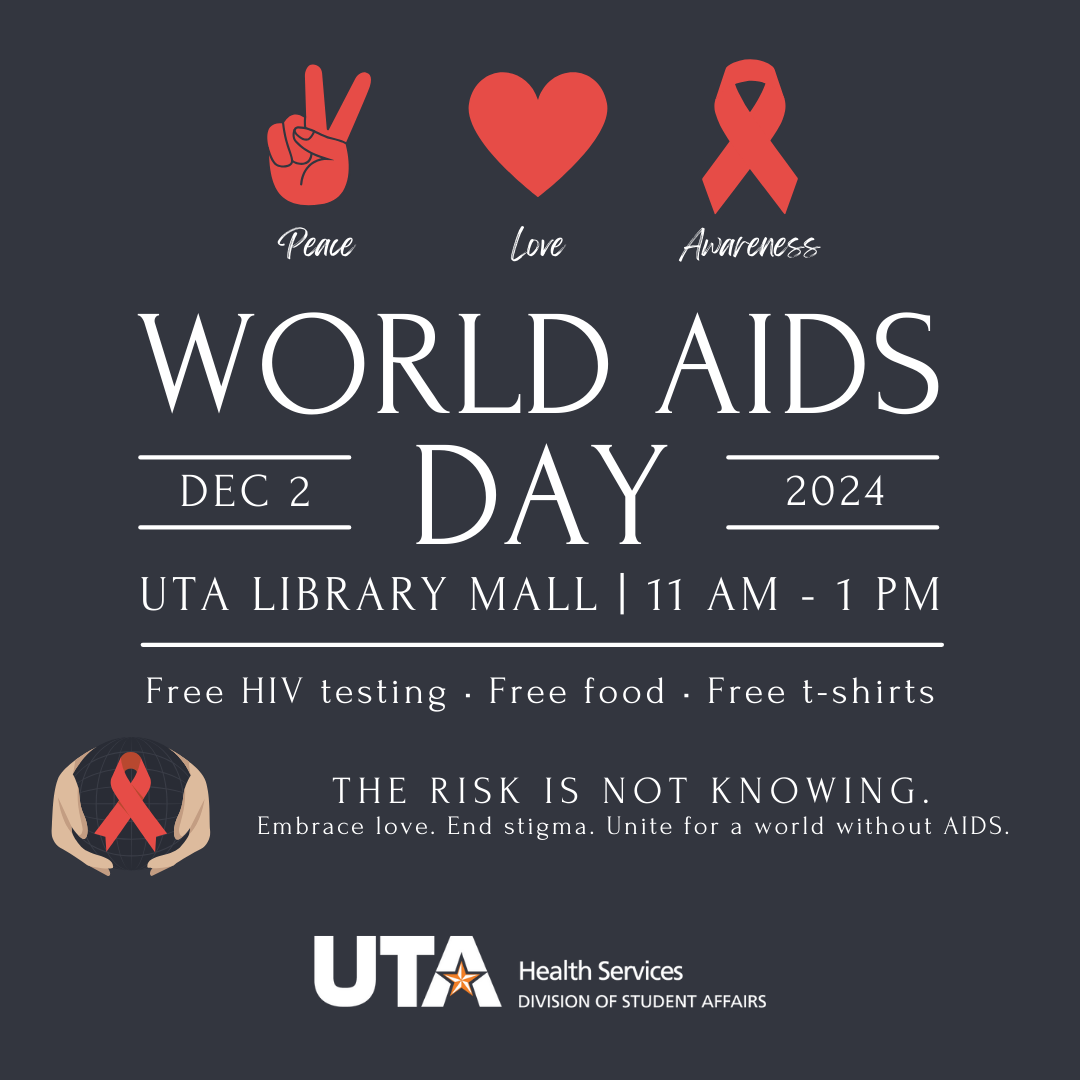 Peace Love Awareness
WORLD AIDS
DEC 2 DAY 2024
UTA LIBRARY MALL | 11 AM - 1 PM
Free HIV testing · Free food · Free t-shirts
THE RISK IS NOT KNOWING.
Embrace love. End stigma. Unite for a world without AIDS.
UTA Health Services
DIVISION OF STUDENT AFFAIRS